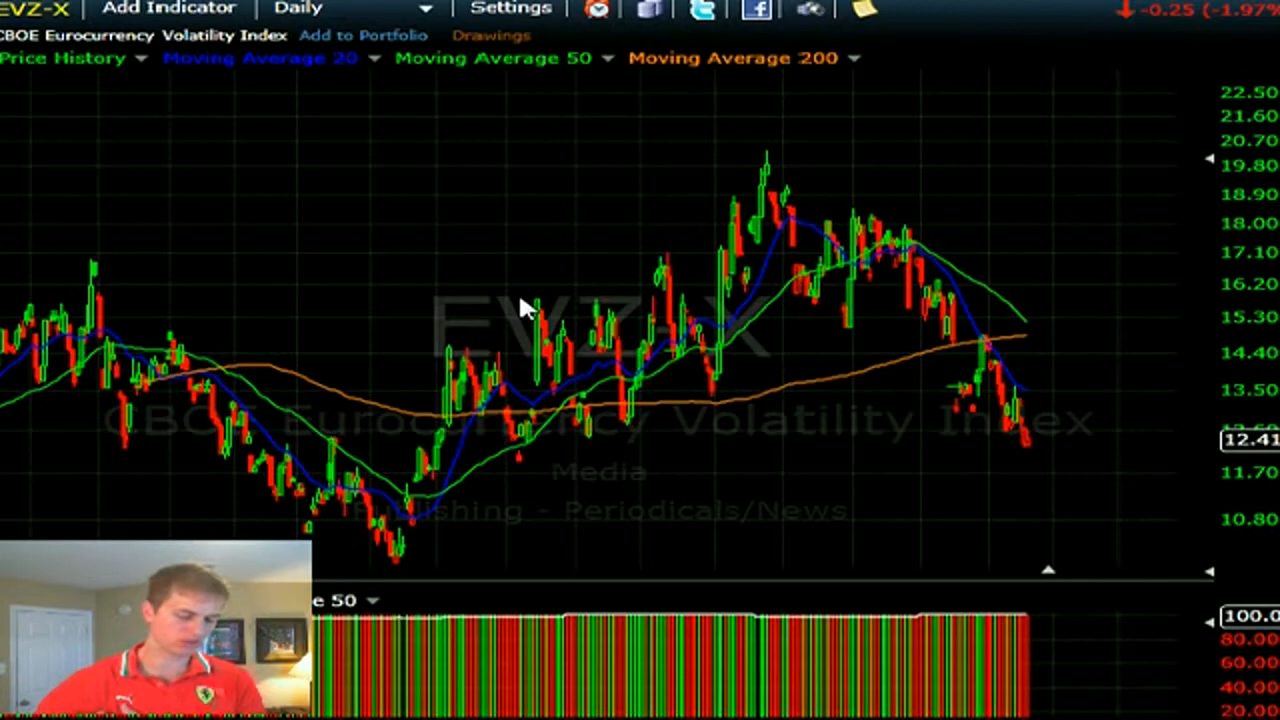 EVZ-X Add Indicator Daily Settings -0.25 (-1.97%
CBOE Eurocurrency Volatility Index Add to Portfolio Drawings
Price History Moving Average 20 Moving Average 50 Moving Average 200
22.50
21.60
20.70
19.80
18.90
18.00
17.10
16.20
15.30
14.40
13.50
12.41
11.70
10.80
EVZ-X
CBOE Eurocurrency Volatility Index
Media
Publishing - Periodicals/News
e 50
100.0
80.00
60.00
40.00
20.00